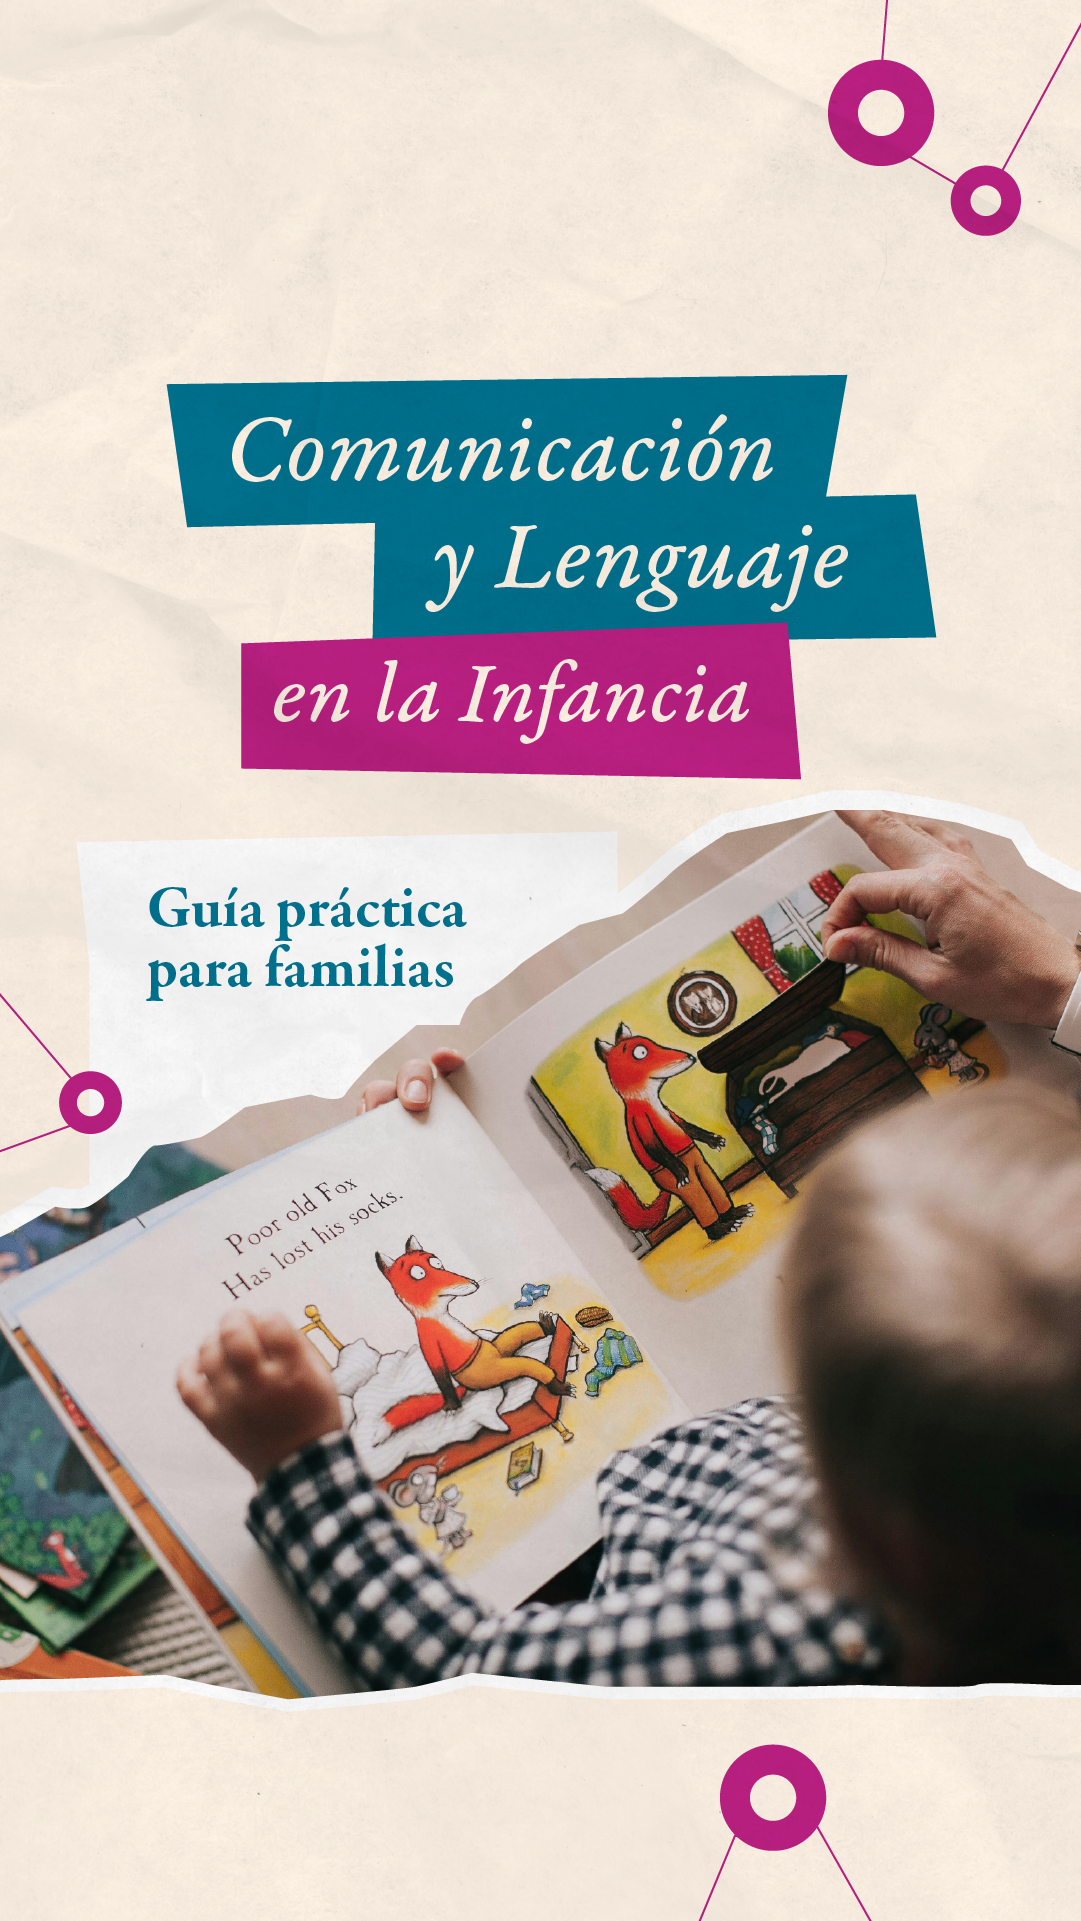 Comunicación
y Lenguaje
en la Infancia
Guía práctica
para familias
Poor old Fox
Has lost his socks.